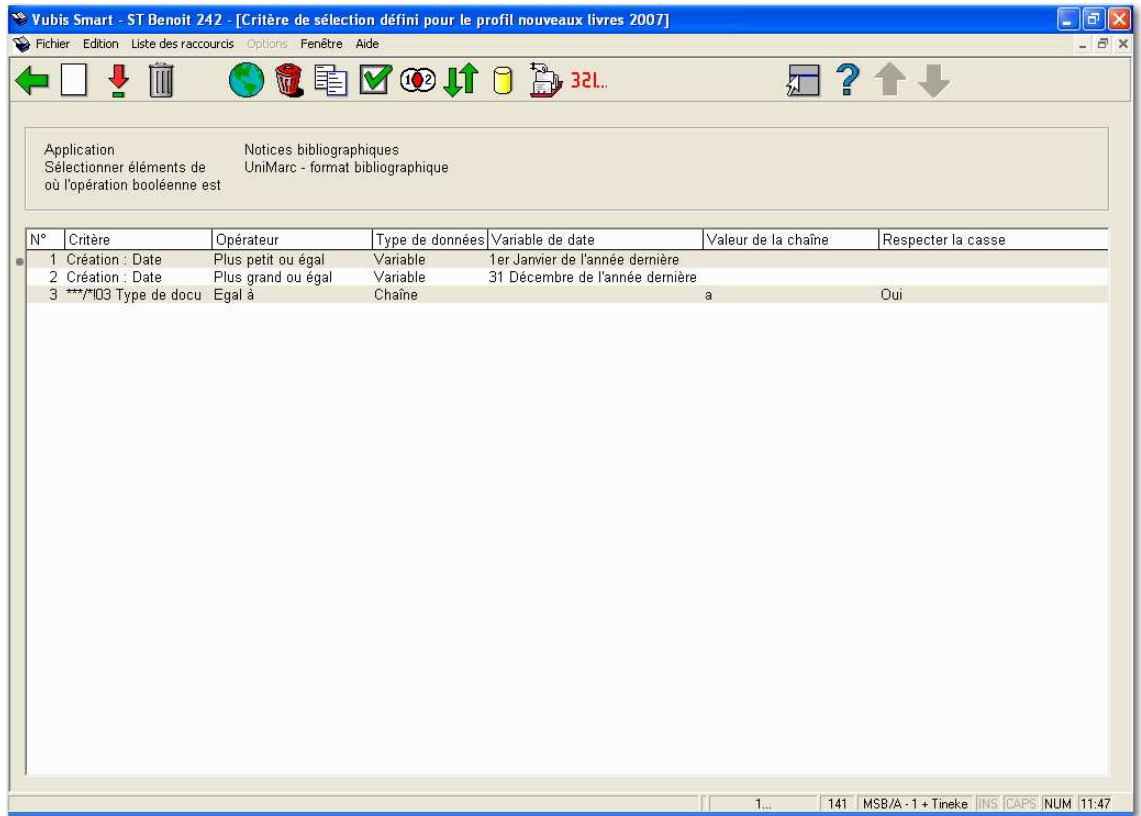 Vubis Smart - ST Benoit 242 - [Critère de sélection défini pour le profil nouveaux livres 2007]
Fichier Edition Liste des raccourcis Options Fenêtre Aide
1 2 321...
Application Notices bibliographiques
Sélectionner éléments de UniMarc - format bibliographique
où l'opération booléenne est
N° Critère Opérateur Type de données Variable de date Valeur de la chaîne Respecter la casse
1 Création : Date Plus petit ou égal Variable 1er Janvier de l'année dernière
2 Création : Date Plus grand ou égal Variable 31 Décembre de l'année dernière
3 ***/*I03 Type de docu Egal à Chaîne a Oui
1... 141 MSB/A - 1 + Tineke INS CAPS NUM 11:47